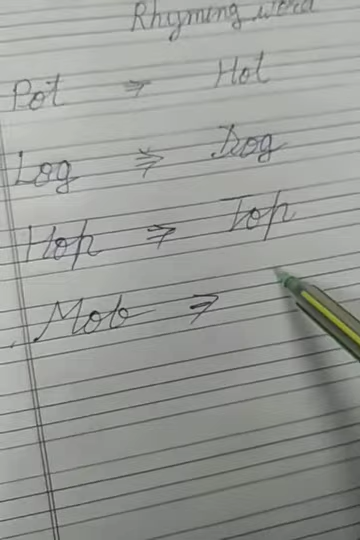 Rhyming word
Pot ⇒ Hot
Log ⇒ Dog
Hop ⇒ Top
Mob ⇒